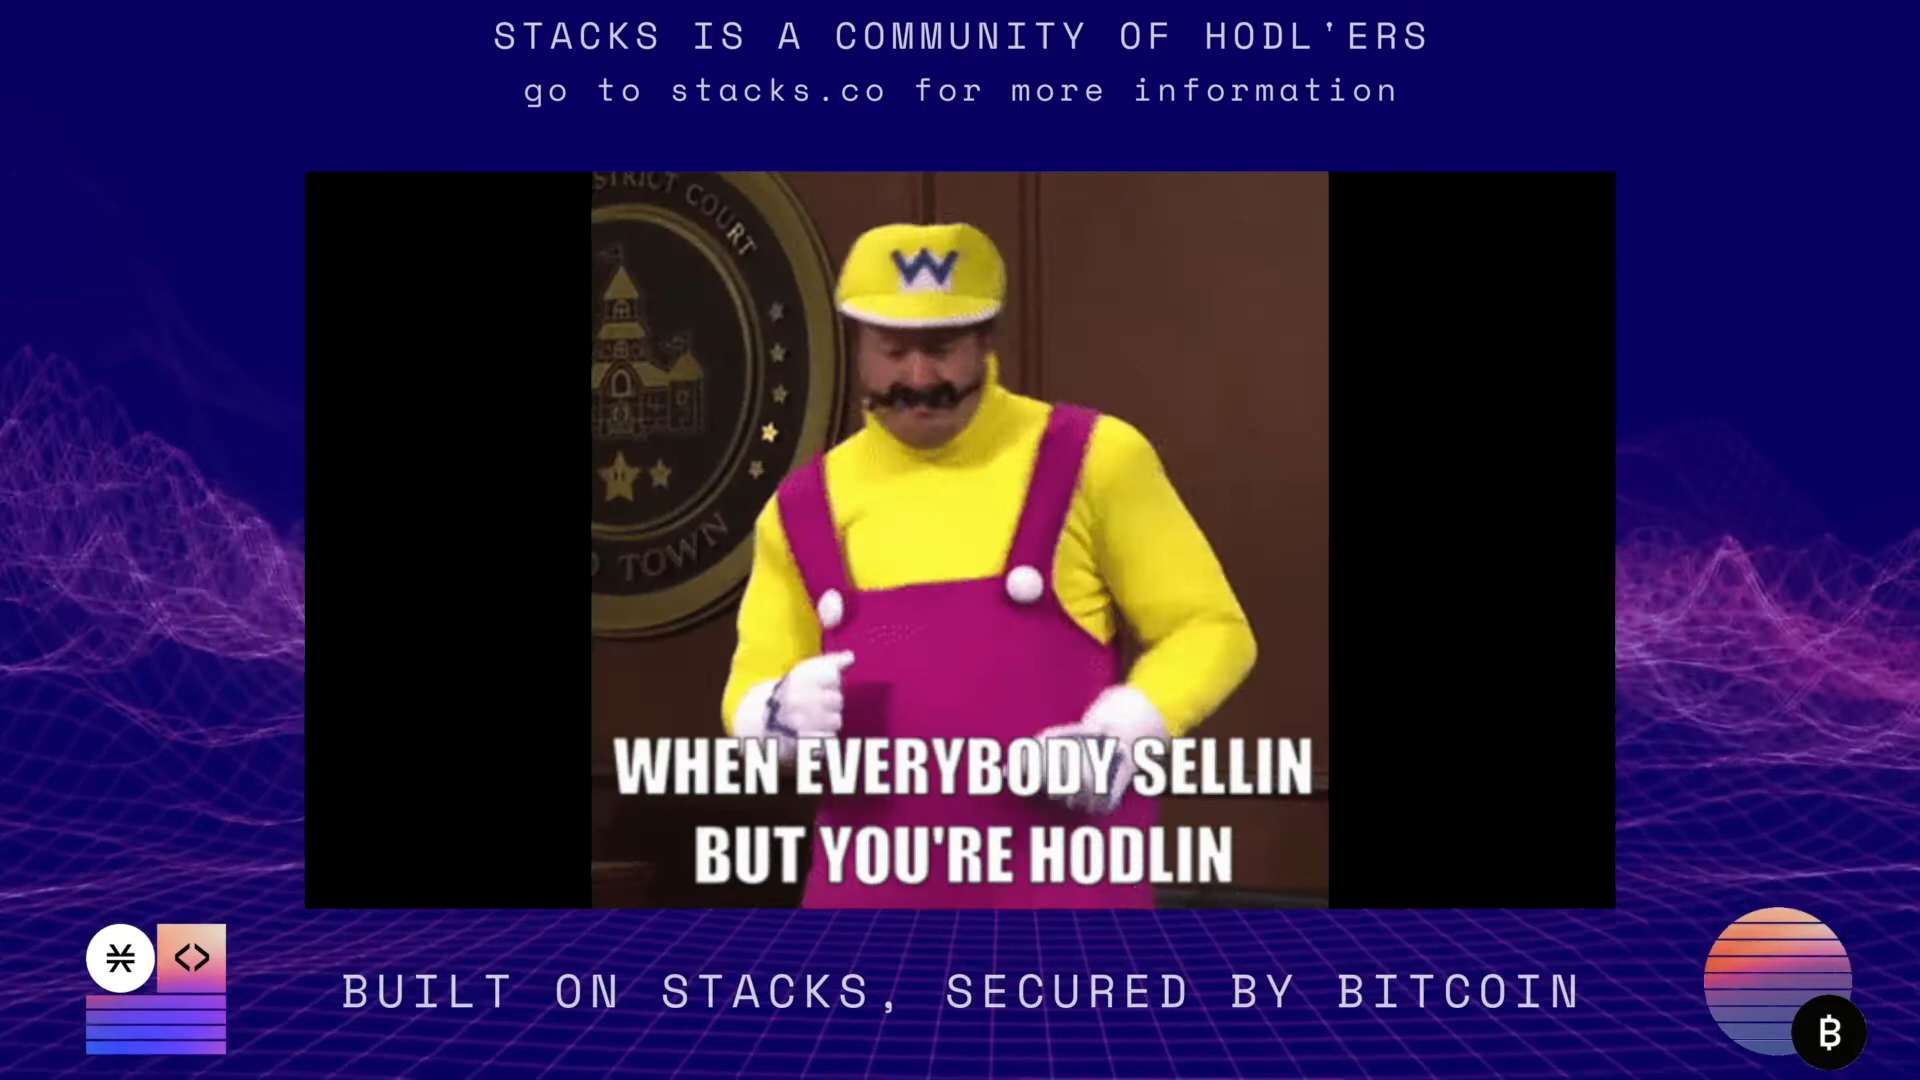 STACKS IS A COMMUNITY OF HODL'ERS
go to stacks.co for more information
STRICT COURT
W
TOWN
WHEN EVERYBODY SELLIN
BUT YOU'RE HODLIN
BUILT ON STACKS, SECURED BY BITCOIN